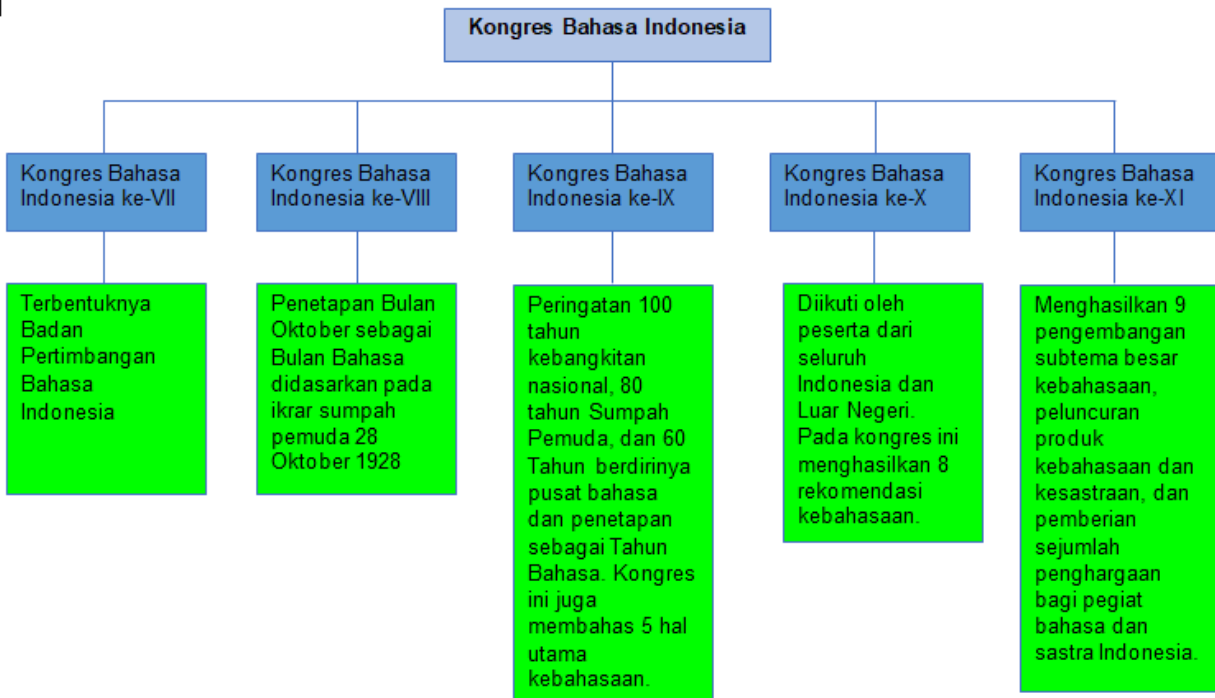 Kongres Bahasa Indonesia
Kongres Bahasa
Indonesia ke-VII
Kongres Bahasa
Indonesia ke-VIII
Kongres Bahasa
Indonesia ke-IX
Kongres Bahasa
Indonesia ke-X
Kongres Bahasa
Indonesia ke-XI
Terbentuknya
Badan
Pertimbangan
Bahasa
Indonesia
Penetapan Bulan
Oktober sebagai
Bulan Bahasa
didasarkan pada
ikrar sumpah
pemuda 28
Oktober 1928
Peringatan 100
tahun
kebangkitan
nasional, 80
tahun Sumpah
Pemuda, dan 60
Tahun berdirinya
pusat bahasa
dan penetapan
sebagai Tahun
Bahasa. Kongres
ini juga
membahas 5 hal
utama
kebahasaan.
Diikuti oleh
peserta dari
seluruh
Indonesia dan
Luar Negeri.
Pada kongres ini
menghasilkan 8
rekomendasi
kebahasaan.
Menghasilkan 9
pengembangan
subtema besar
kebahasaan,
peluncuran
produk
kebahasaan dan
kesastraan, dan
pemberian
sejumlah
penghargaan
bagi pegiat
bahasa dan
sastra Indonesia.